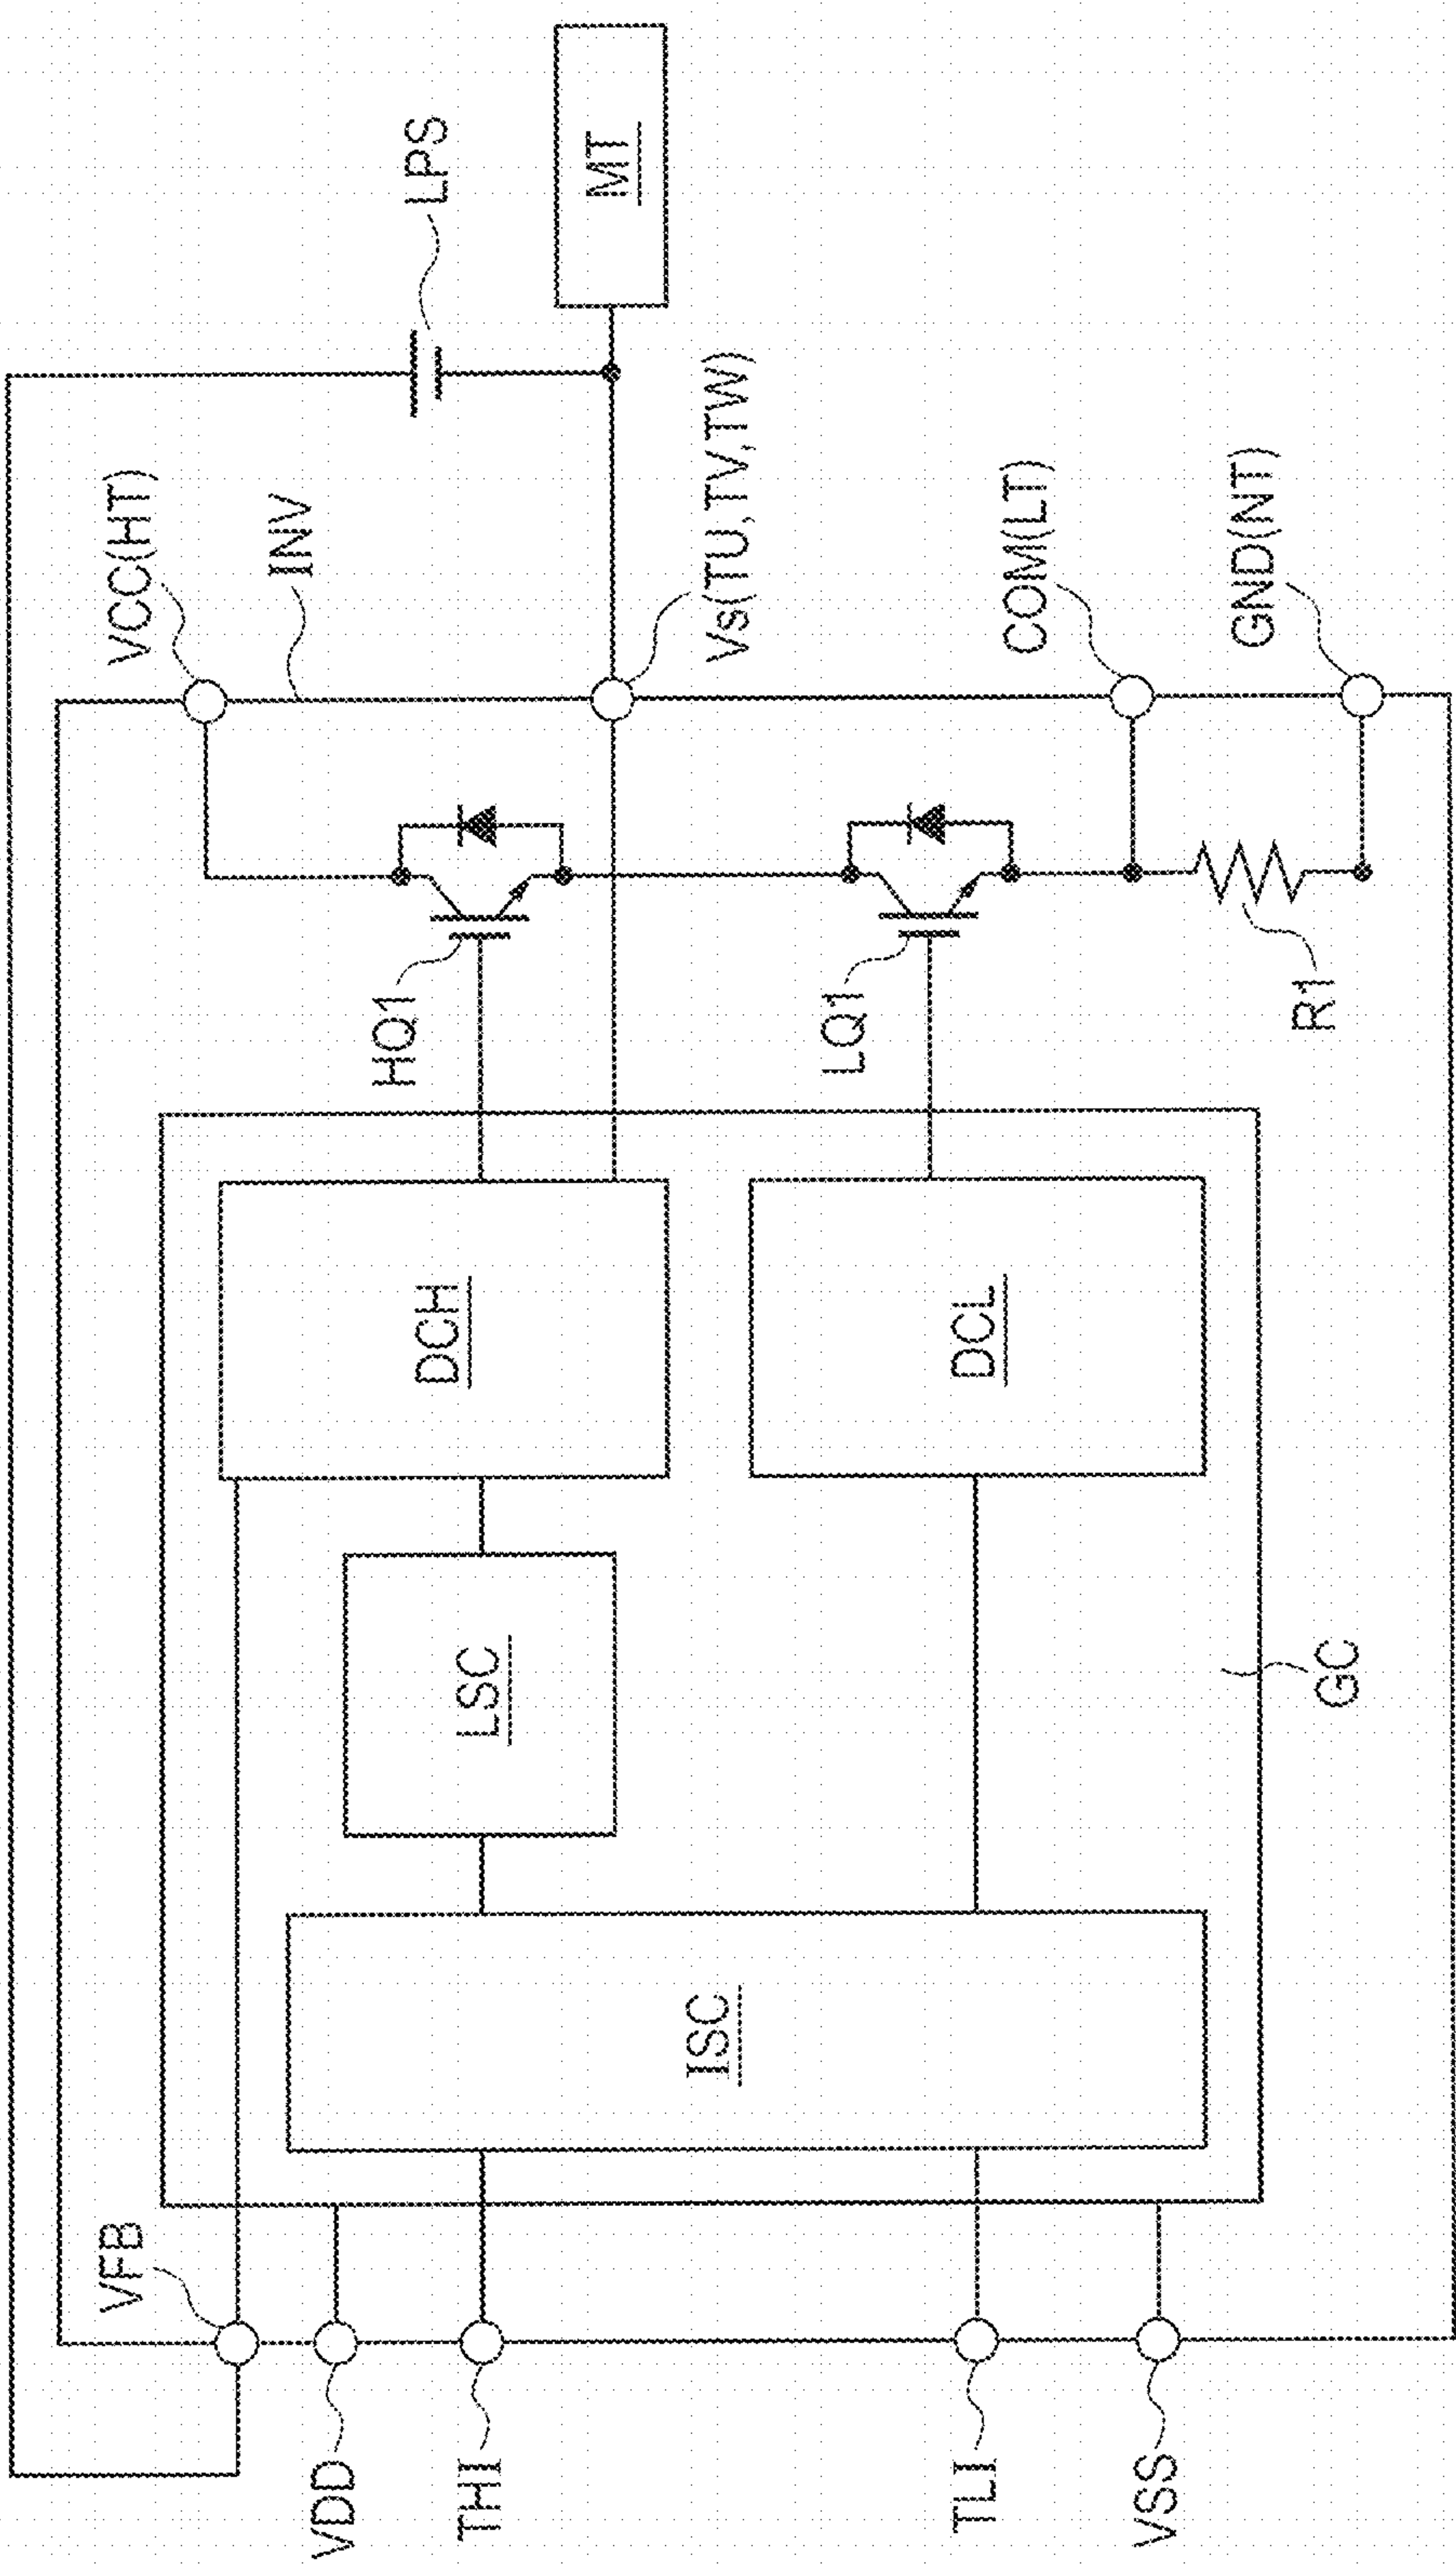 VFB
VDD
THI
TLI
VSS
ISC
LSC
DCH
DCL
GC
HQ1
LQ1
R1
VCC(HT)
INV
Vs(TU,TV,TW)
COM(LT)
GND(NT)
LPS
MT